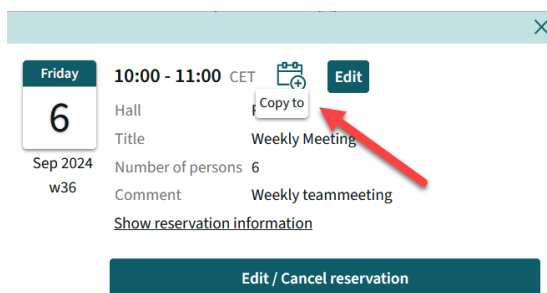 Friday
6
Sep 2024
w36
10:00 - 11:00 CET Edit
Copy to
Hall
Title Weekly Meeting
Number of persons 6
Comment Weekly teammeeting
Show reservation information
Edit / Cancel reservation